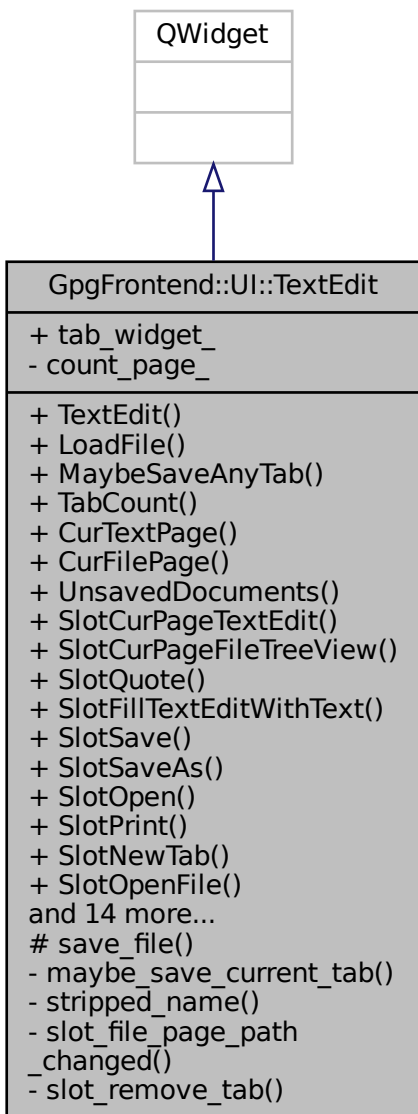 QWidget
GpgFrontend::UI::TextEdit
+ tab_widget_
- count_page_
+ TextEdit()
+ LoadFile()
+ MaybeSaveAnyTab()
+ TabCount()
+ CurTextPage()
+ CurFilePage()
+ UnsavedDocuments()
+ SlotCurPageTextEdit()
+ SlotCurPageFileTreeView()
+ SlotQuote()
+ SlotFillTextEditWithText()
+ SlotSave()
+ SlotSaveAs()
+ SlotOpen()
+ SlotPrint()
+ SlotNewTab()
+ SlotOpenFile()
and 14 more...
# save_file()
- maybe_save_current_tab()
- stripped_name()
- slot_file_page_path
_changed()
- slot_remove_tab()